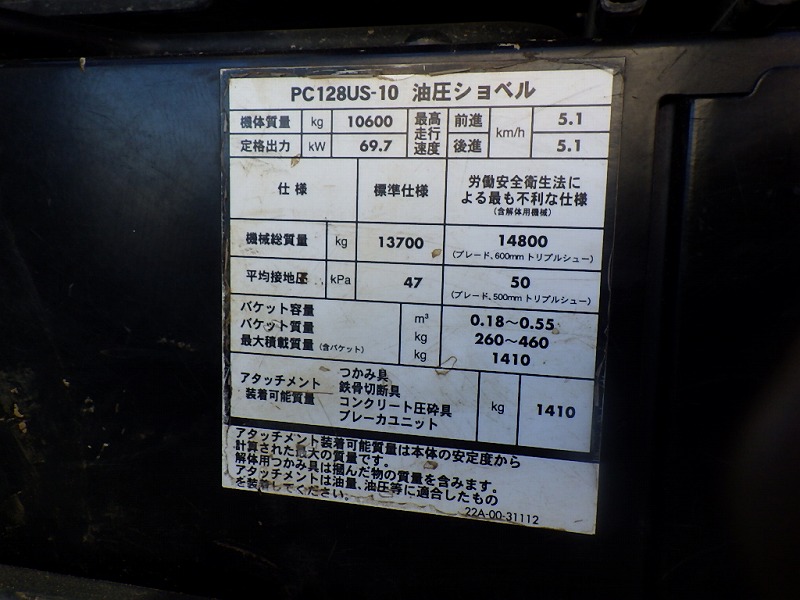 PC128US-10 油圧ショベル
機体質量 kg 10600 最高走行速度 前進 km/h 5.1
定格出力 kW 69.7 後進 5.1
仕様 標準仕様 労働安全衛生法に
よる最も不利な仕様
(含解体用機械)
機械総質量 kg 13700 14800
(ブレード、600mmトリプルシュー)
平均接地圧 kPa 47 50
(ブレード、500mmトリプルシュー)
バケット容量 m³ 0.18〜0.55
バケット質量 kg 260〜460
最大積載質量 (含バケット) kg 1410
アタッチメント
装着可能質量
つかみ具
鉄骨切断具
コンクリート圧砕具
ブレーカユニット
kg 1410
アタッチメント装着可能質量は本体の安定度から
計算された最大の質量です。
解体用つかみ具は掴んだ物の質量を含みます。
アタッチメントは油量、油圧等に適合したもの
を装着してください。
22A-00-31112